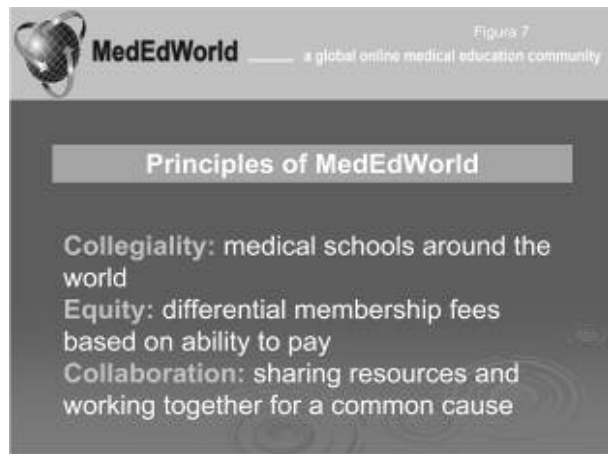 Figura 7
MedEdWorld
a global online medical education community
Principles of MedEdWorld
Collegiality: medical schools around the
world
Equity: differential membership fees
based on ability to pay
Collaboration: sharing resources and
working together for a common cause